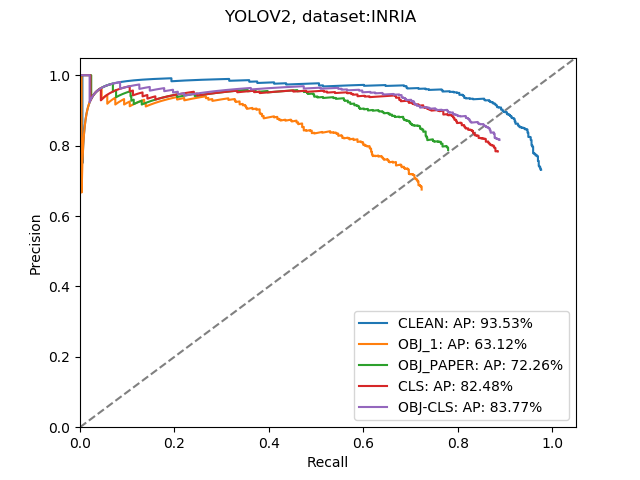 YOLOV2, dataset:INRIA
1.0
0.8
0.6
0.4
0.2
0.0
Precision
CLEAN: AP: 93.53%
OBJ_1: AP: 63.12%
OBJ_PAPER: AP: 72.26%
CLS: AP: 82.48%
OBJ-CLS: AP: 83.77%
0.0 0.2 0.4 0.6 0.8 1.0
Recall